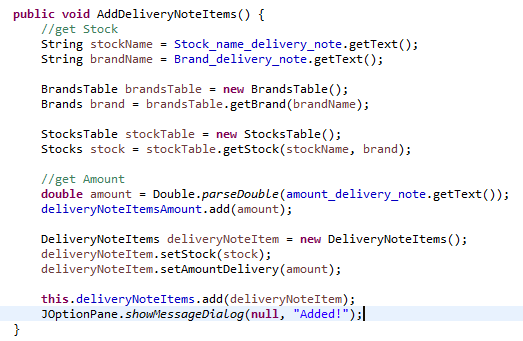 public void AddDeliveryNoteItems() {
//get Stock
String stockName = Stock_name_delivery_note.getText();
String brandName = Brand_delivery_note.getText();
BrandsTable brandsTable = new BrandsTable();
Brands brand = brandsTable.getBrand(brandName);
StocksTable stockTable = new StocksTable();
Stocks stock = stockTable.getStock(stockName, brand);
//get Amount
double amount = Double.parseDouble(amount_delivery_note.getText());
deliveryNoteItemsAmount.add(amount);
DeliveryNoteItems deliveryNoteItem = new DeliveryNoteItems();
deliveryNoteItem.setStock(stock);
deliveryNoteItem.setAmountDelivery(amount);
this.deliveryNoteItems.add(deliveryNoteItem);
JOptionPane.showMessageDialog(null, "Added!");
}